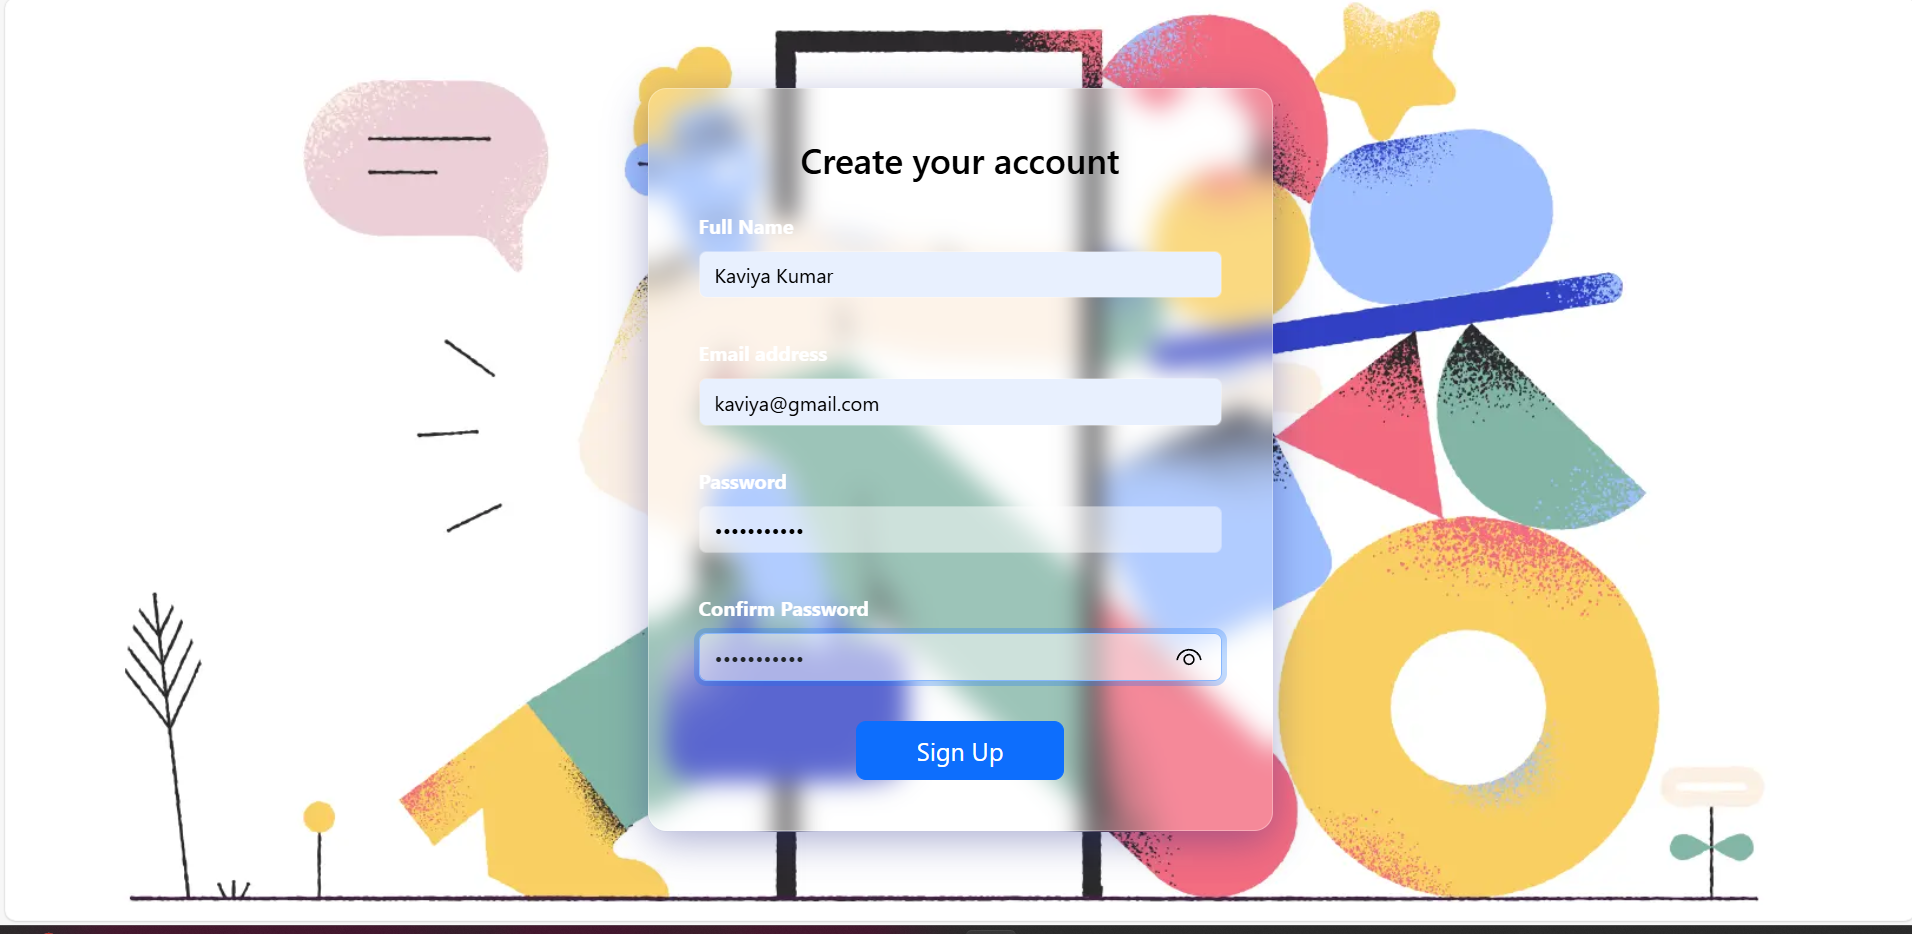 Create your account
Full Name
Kaviya Kumar
Email address
kaviya@gmail.com
Password
•••••••••••
Confirm Password
•••••••••••
Sign Up